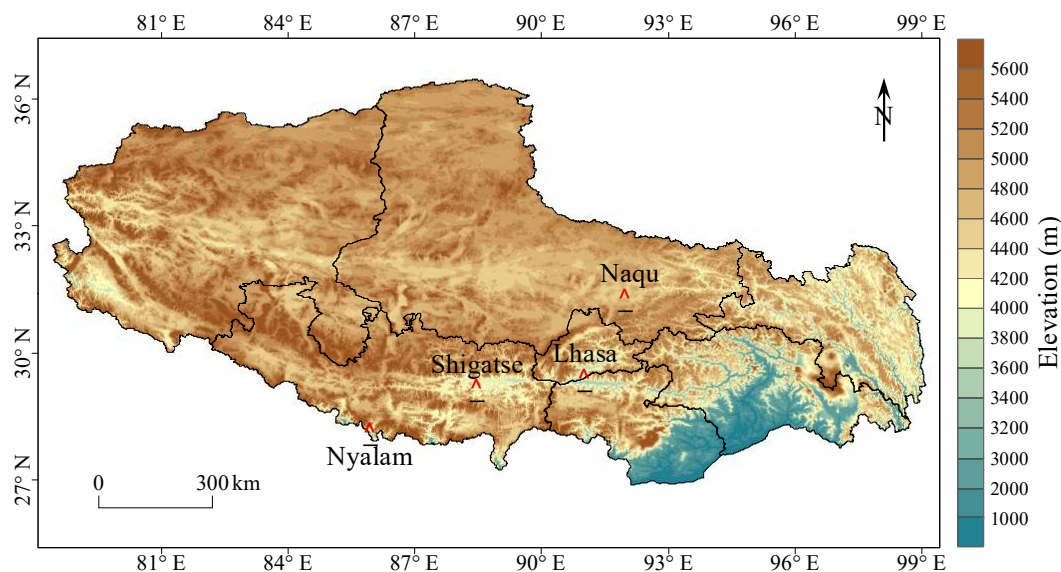 81° E 84° E 87° E 90° E 93° E 96° E 99° E
36° N
33° N
30° N
27° N
N
Naqu
Lhasa
Shigatse
Nyalam
0 300 km
81° E 84° E 87° E 90° E 93° E 96° E 99° E
5600
5400
5200
5000
4800
4600
4400
4200
4000
3800
3600
3400
3200
3000
2000
1000
Elevation (m)